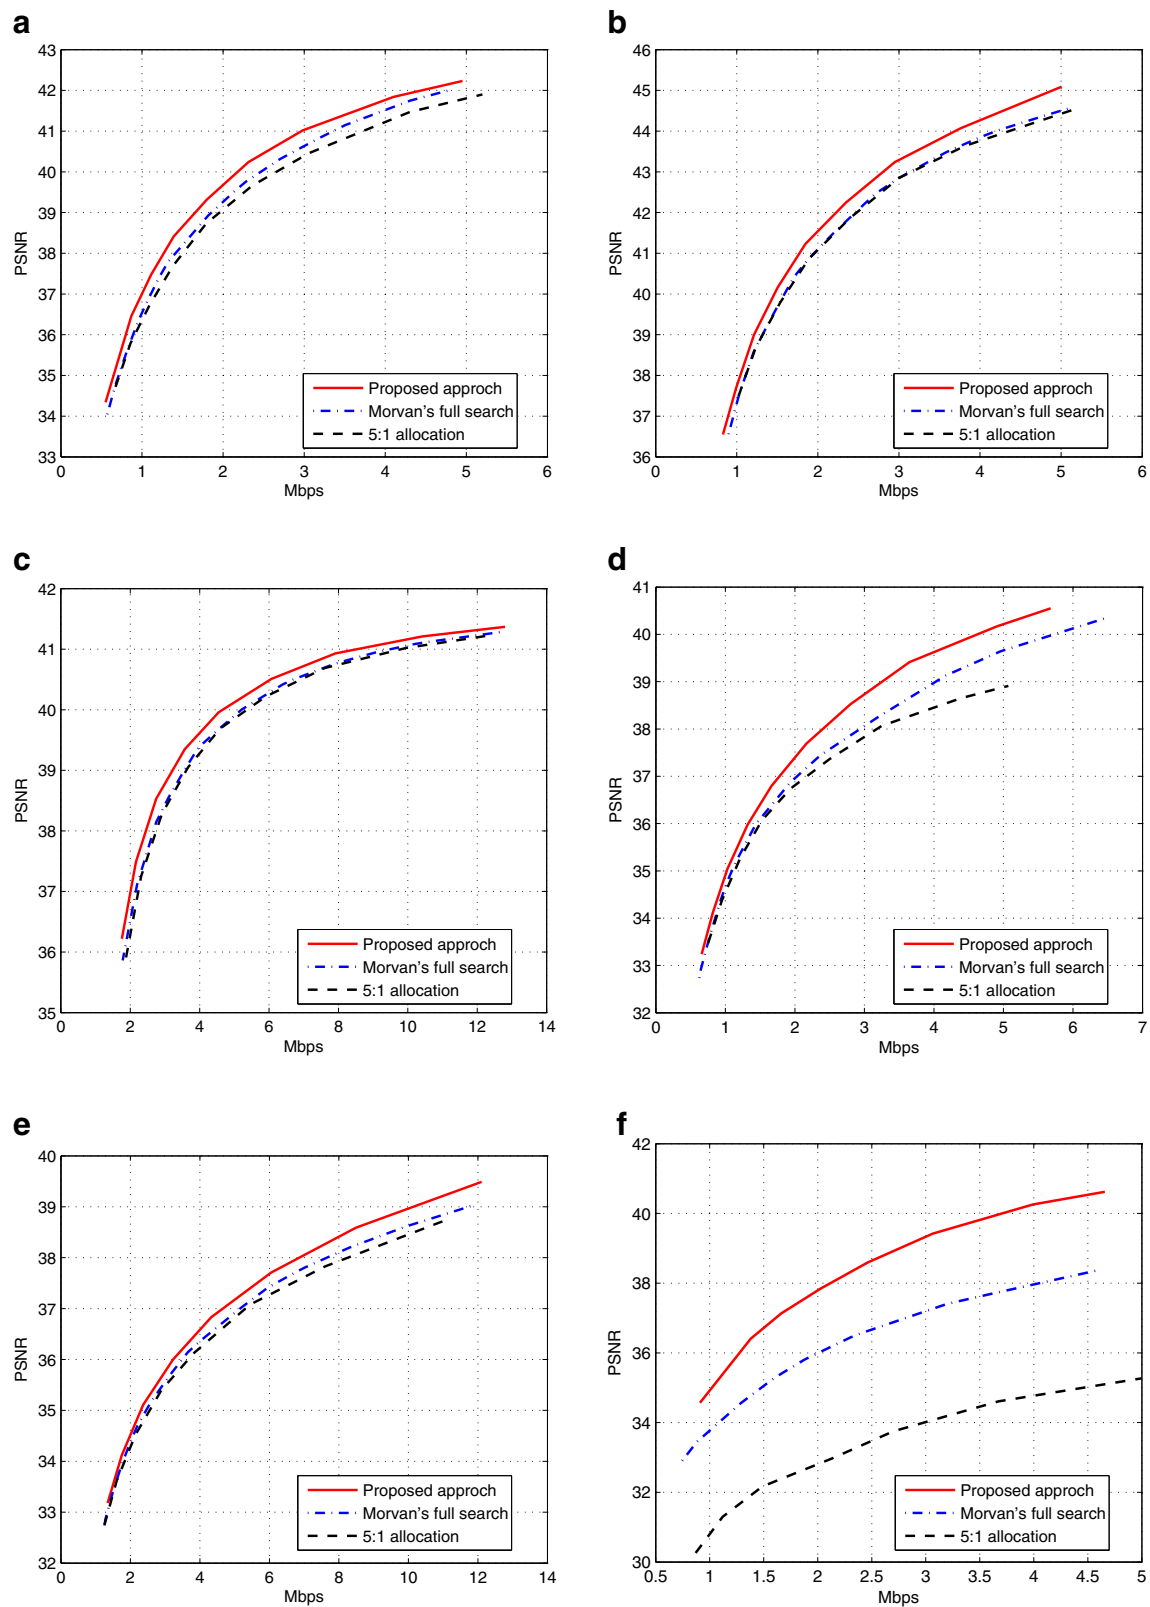 a
43
42
41
40
39
38
37
36
35
34
33
PSNR
0 1 2 3 4 5 6
Mbps
Proposed approch
Morvan's full search
5:1 allocation
b
46
45
44
43
42
41
40
39
38
37
36
PSNR
0 1 2 3 4 5 6
Mbps
Proposed approch
Morvan's full search
5:1 allocation
c
42
41
40
39
38
37
36
35
PSNR
0 2 4 6 8 10 12 14
Mbps
Proposed approch
Morvan's full search
5:1 allocation
d
41
40
39
38
37
36
35
34
33
32
PSNR
0 1 2 3 4 5 6 7
Mbps
Proposed approch
Morvan's full search
5:1 allocation
e
40
39
38
37
36
35
34
33
32
PSNR
0 2 4 6 8 10 12 14
Mbps
Proposed approch
Morvan's full search
5:1 allocation
f
42
40
38
36
34
32
30
PSNR
0.5 1 1.5 2 2.5 3 3.5 4 4.5 5
Mbps
Proposed approch
Morvan's full search
5:1 allocation